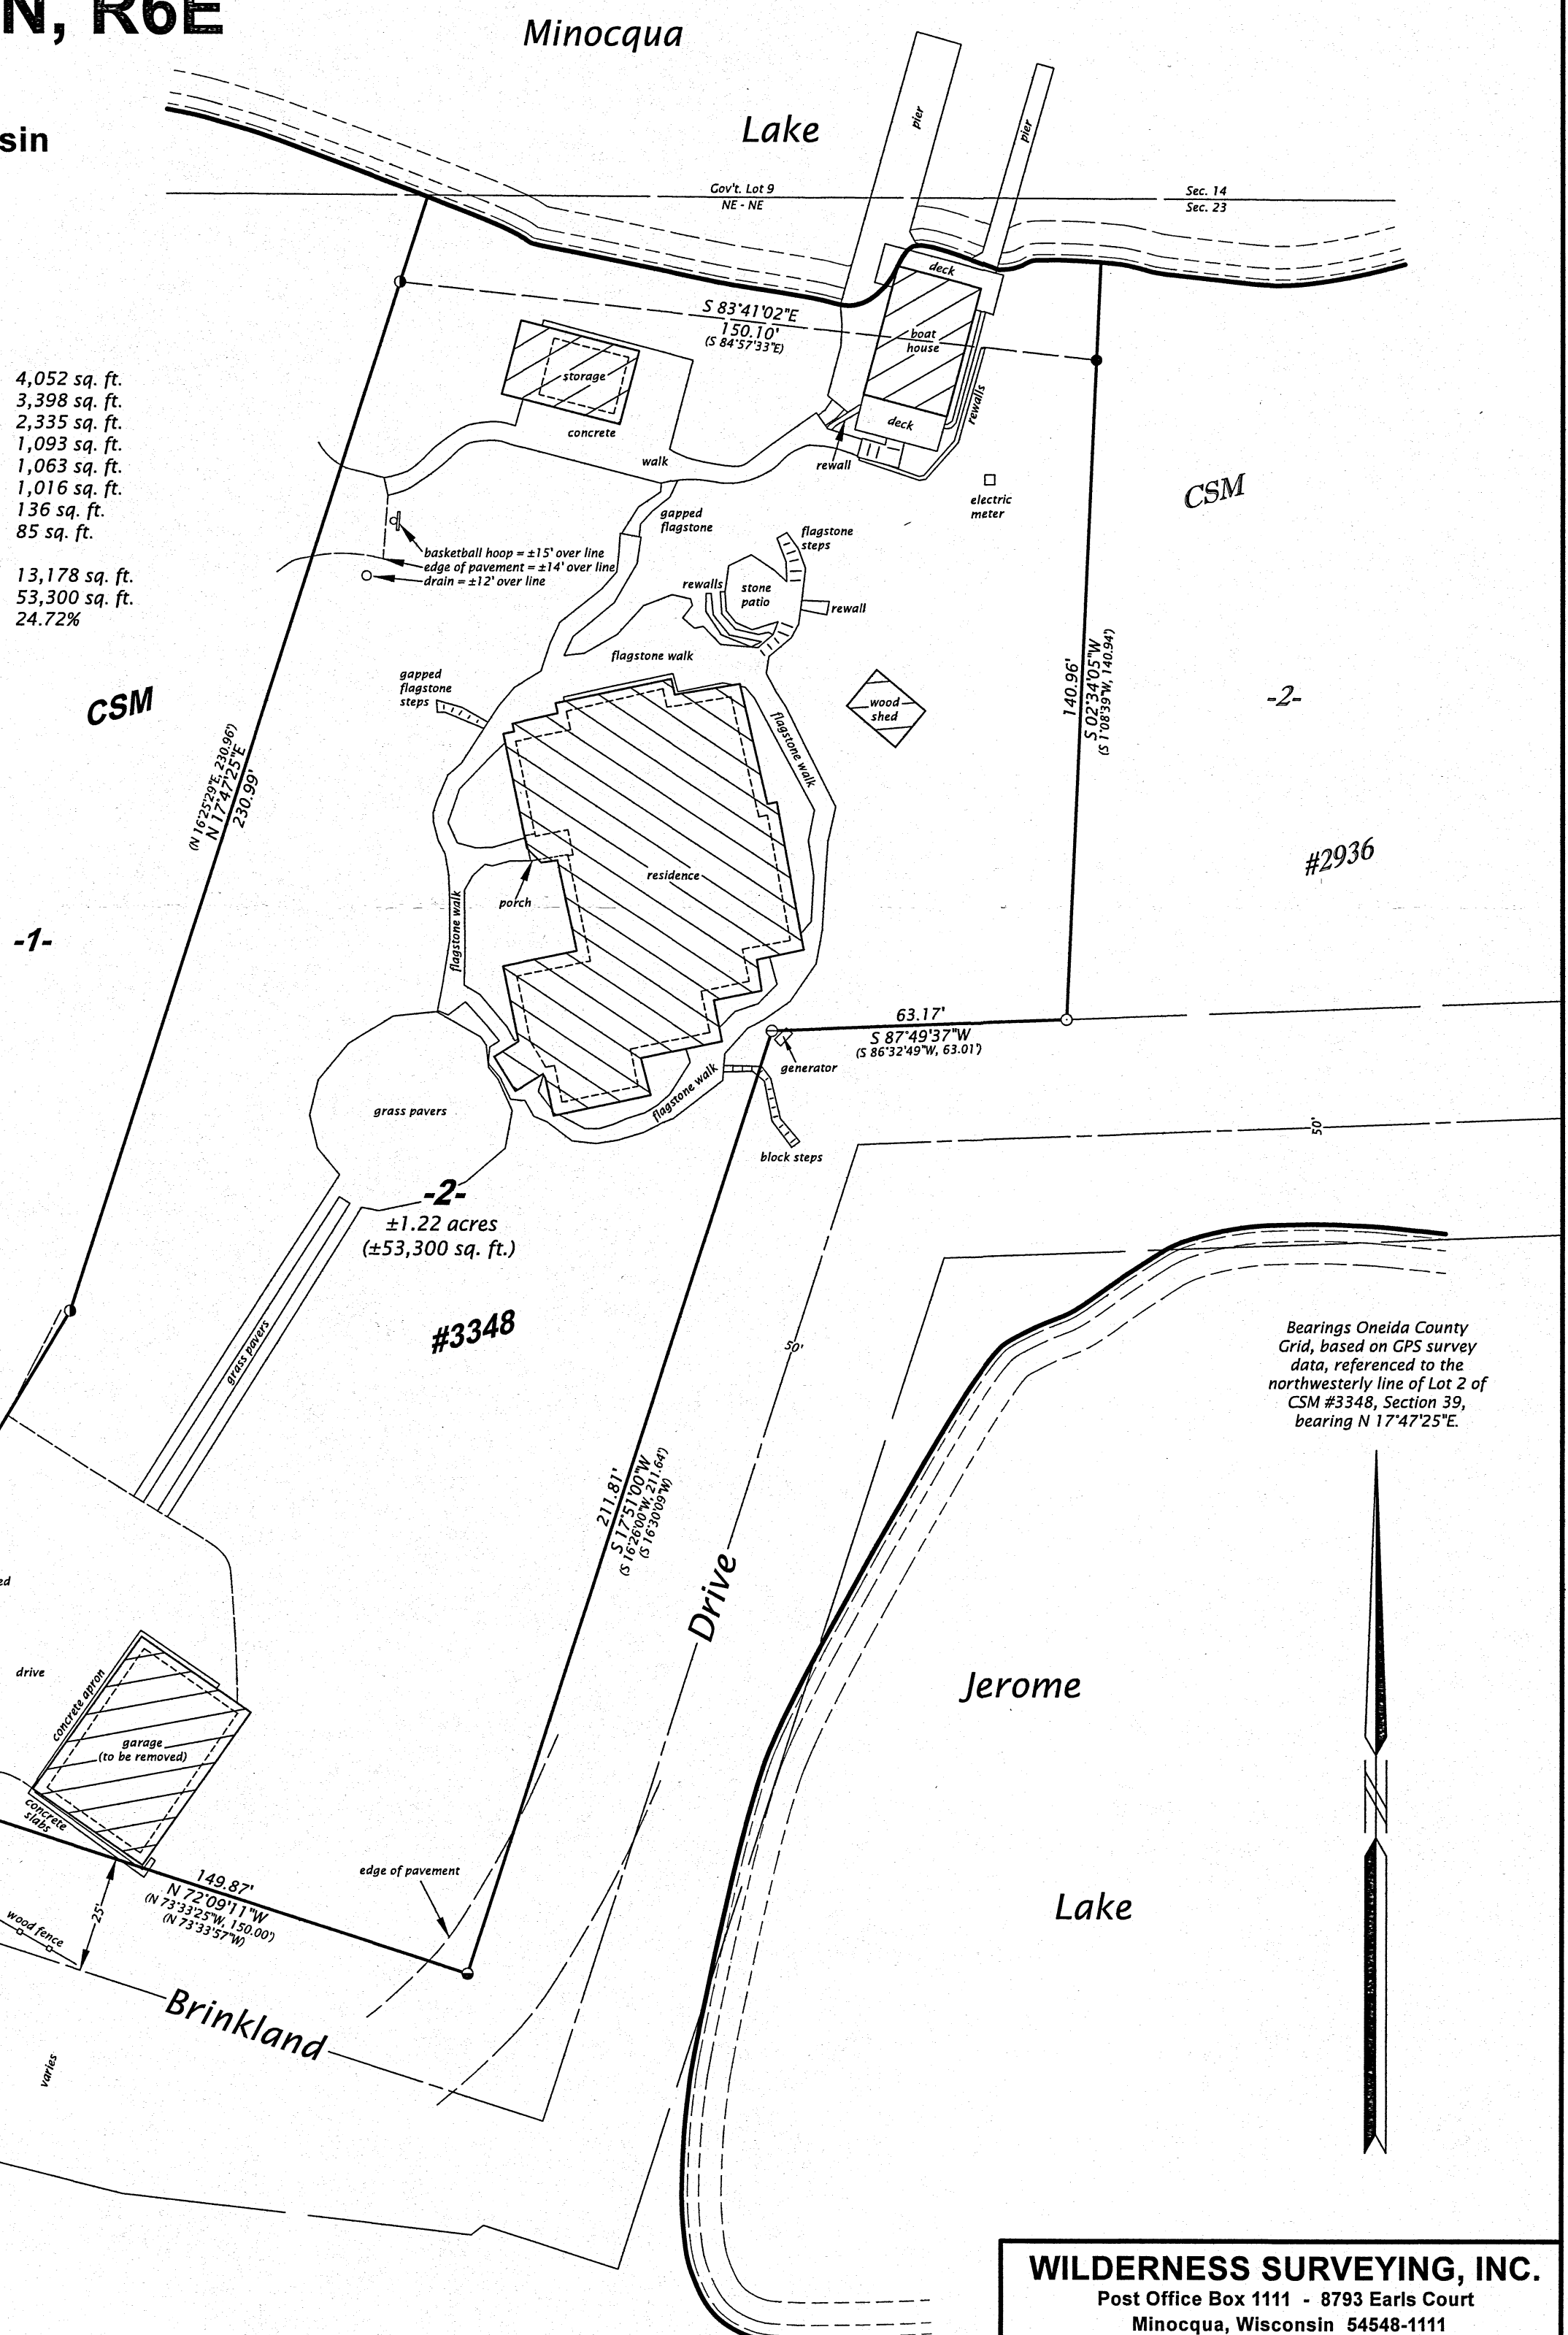 N, R6E
sin
Minocqua
Lake
pier
pier
Gov't. Lot 9
NE - NE
Sec. 14
Sec. 23
deck
S 83°41'02"E
150.10'
(S 84°57'33"E)
boat
house
storage
concrete
deck
rewalls
walk
rewall
4,052 sq. ft.
3,398 sq. ft.
2,335 sq. ft.
1,093 sq. ft.
1,063 sq. ft.
1,016 sq. ft.
136 sq. ft.
85 sq. ft.
13,178 sq. ft.
53,300 sq. ft.
24.72%
electric
meter
CSM
gapped
flagstone
flagstone
steps
basketball hoop = ±15' over line
edge of pavement = ±14' over line
drain = ±12' over line
rewalls
stone
patio
rewall
flagstone walk
gapped
flagstone
steps
wood
shed
flagstone walk
140.96'
S 02°34'05"W
(S 1°08'39"W, 140.94')
-2-
CSM
(N 16°25'29"E, 230.96')
N 17°47'25"E
230.99'
#2936
residence
porch
flagstone walk
-1-
63.17'
S 87°49'37"W
(S 86°32'49"W, 63.01')
generator
flagstone walk
grass pavers
block steps
50'
-2-
±1.22 acres
(±53,300 sq. ft.)
#3348
grass pavers
50'
Bearings Oneida County
Grid, based on GPS survey
data, referenced to the
northwesterly line of Lot 2 of
CSM #3348, Section 39,
bearing N 17°47'25"E.
211.81'
S 17°51'00"W
(S 16°26'00"W, 211.64')
(S 16°30'09"W)
Drive
ed
drive
concrete apron
garage
(to be removed)
concrete
slabs
Jerome
Lake
edge of pavement
149.87'
N 72°09'11"W
(N 73°33'25"W, 150.00')
(N 73°33'57"W)
25'
wood fence
Brinkland
varies
WILDERNESS SURVEYING, INC.
Post Office Box 1111 - 8793 Earls Court
Minocqua, Wisconsin 54548-1111